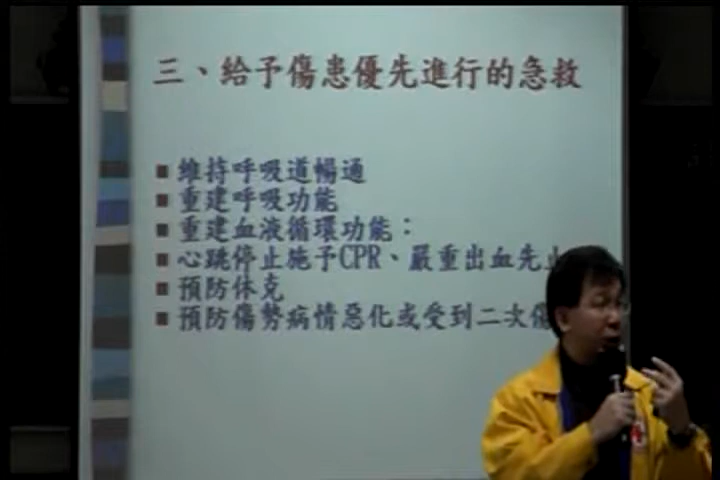 三、給予傷患優先進行的急救
維持呼吸道暢通
重建呼吸功能
重建血液循環功能：
心跳停止施予CPR、嚴重出血先止
預防休克
預防傷勢病情惡化或受到二次傷